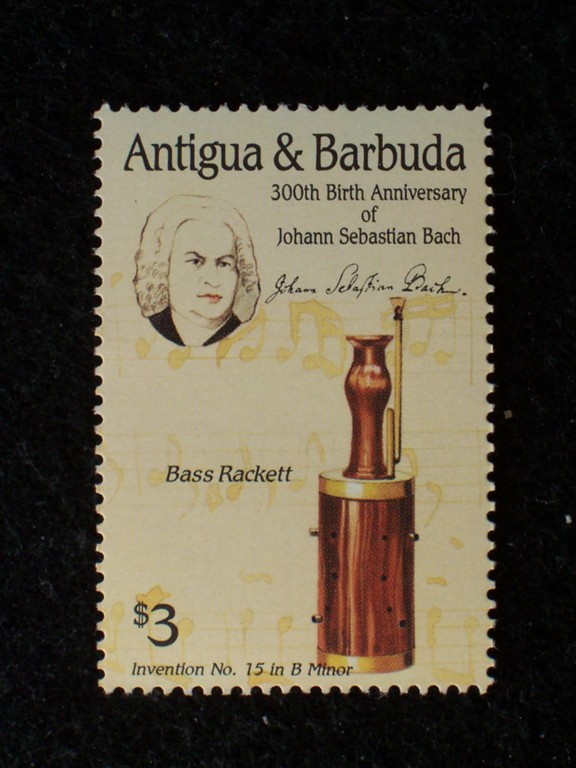 Antigua & Barbuda
300th Birth Anniversary
of
Johann Sebastian Bach
Johann Sebastian Bach.
Bass Rackett
$3
Invention No. 15 in B Minor